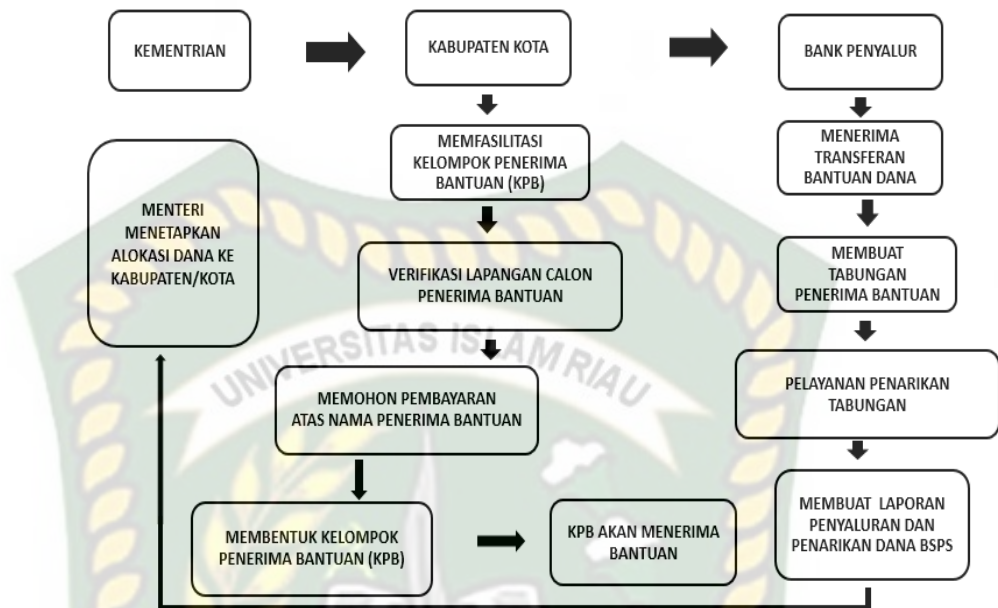 KEMENTRIAN
KABUPATEN KOTA
BANK PENYALUR
MENTERI
MENETAPKAN
ALOKASI DANA KE
KABUPATEN/KOTA
MEMFASILITASI
KELOMPOK PENERIMA
BANTUAN (KPB)
VERIFIKASI LAPANGAN CALON
PENERIMA BANTUAN
MEMOHON PEMBAYARAN
ATAS NAMA PENERIMA BANTUAN
MEMBENTUK KELOMPOK
PENERIMA BANTUAN (KPB)
KPB AKAN MENERIMA
BANTUAN
MENERIMA
TRANSFERAN
BANTUAN DANA
MEMBUAT
TABUNGAN
PENERIMA BANTUAN
PELAYANAN PENARIKAN
TABUNGAN
MEMBUAT LAPORAN
PENYALURAN DAN
PENARIKAN DANA BSPS
UNIVERSITAS ISLAM RIAU